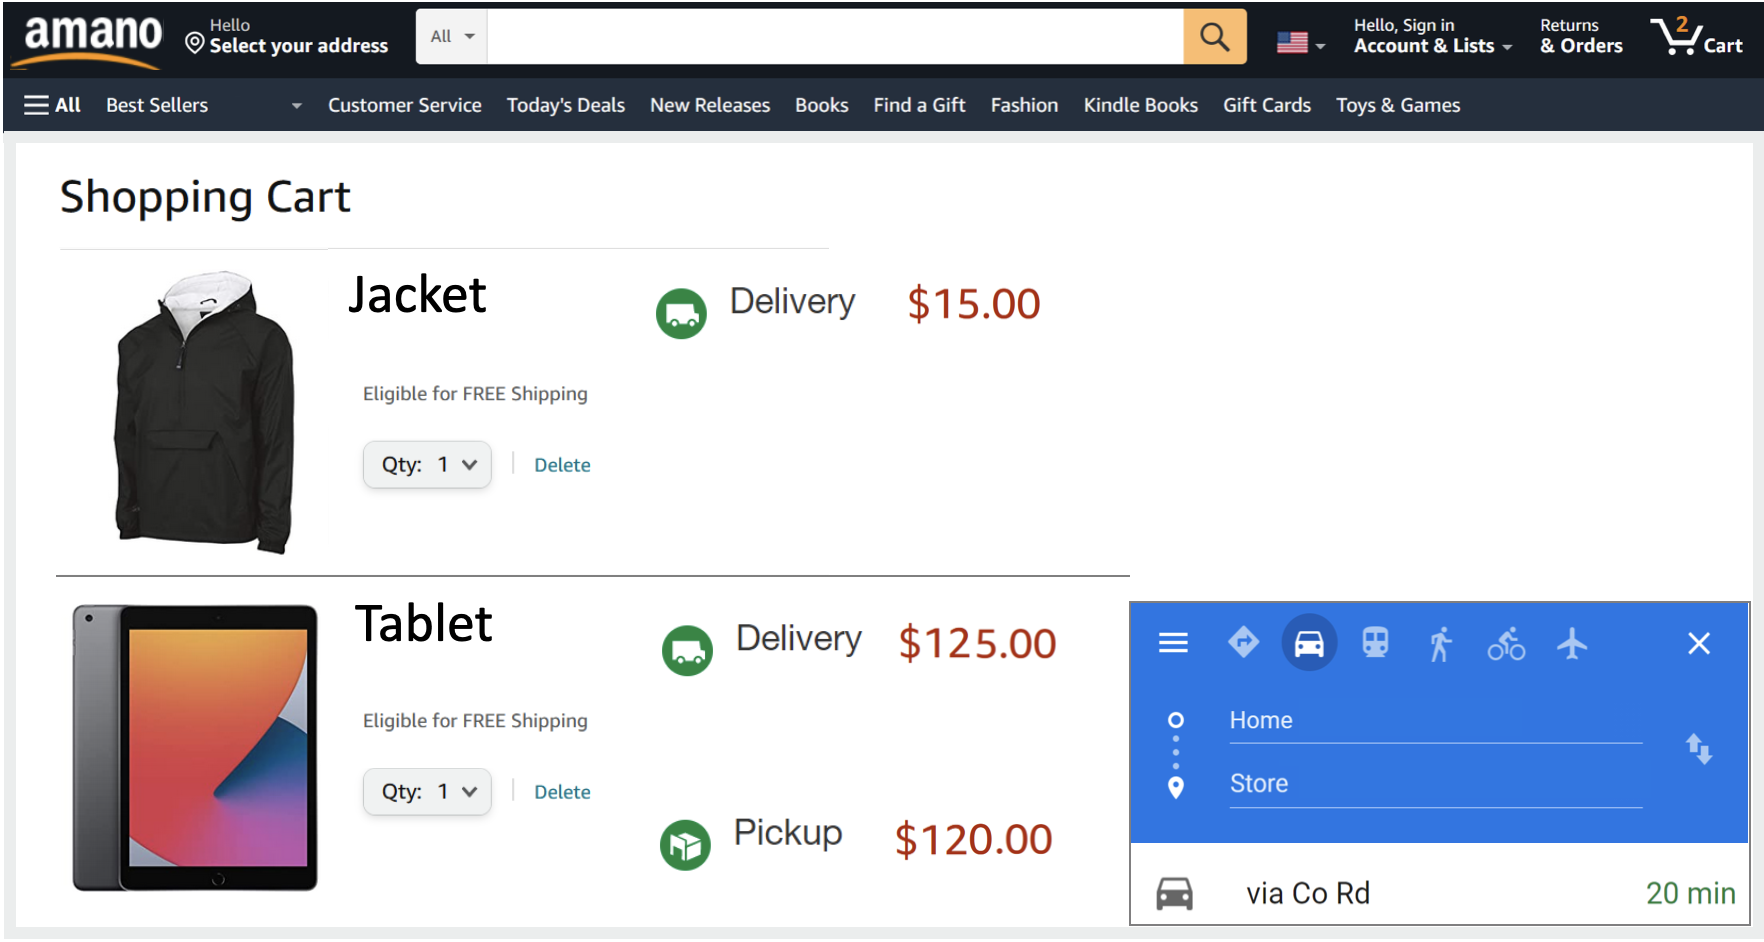 amano
Hello
Select your address
All
Hello, Sign in
Account & Lists
Returns
& Orders
2
Cart
All
Best Sellers
Customer Service
Today's Deals
New Releases
Books
Find a Gift
Fashion
Kindle Books
Gift Cards
Toys & Games
Shopping Cart
Jacket
Delivery
$15.00
Eligible for FREE Shipping
Qty: 1
Delete
Tablet
Delivery
$125.00
Eligible for FREE Shipping
Qty: 1
Delete
Pickup
$120.00
Home
Store
via Co Rd
20 min